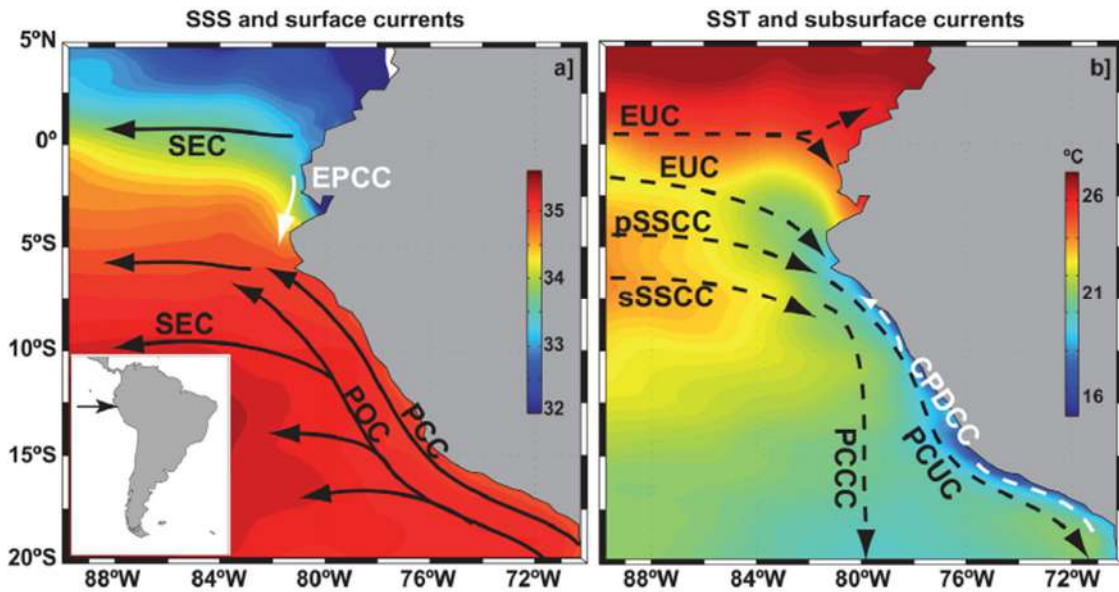 SSS and surface currents
SST and subsurface currents
5ºN
0º
5ºS
10ºS
15ºS
20ºS
a]
SEC
EPCC
SEC
POC
PCC
35
34
33
32
88ºW
84ºW
80ºW
76ºW
72ºW
b]
EUC
EUC
pSSCC
sSSCC
CPDCC
PCUC
PCCC
ºC
26
21
16
88ºW
84ºW
80ºW
76ºW
72ºW